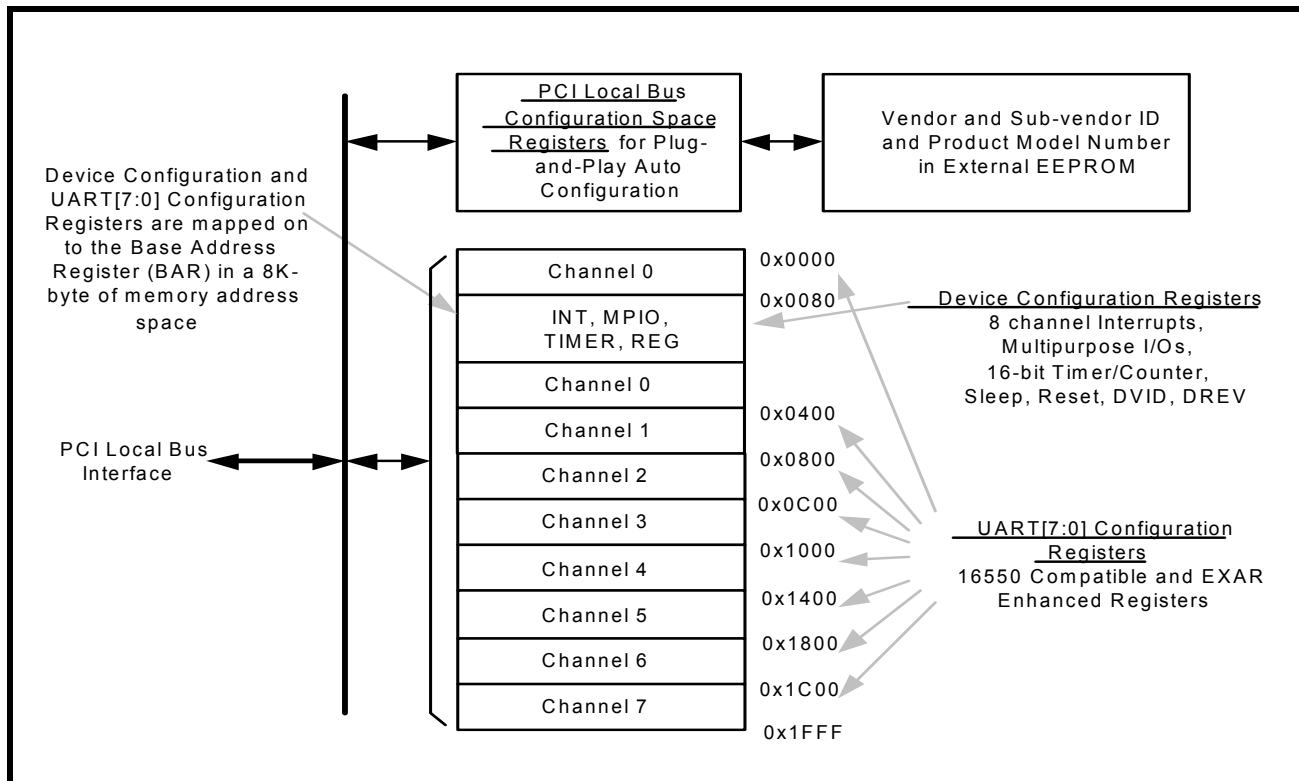 PCI Local Bus
Configuration Space
Registers for Plug-
and-Play Auto
Configuration
Vendor and Sub-vendor ID
and Product Model Number
in External EEPROM
Device Configuration and
UART[7:0] Configuration
Registers are mapped on
to the Base Address
Register (BAR) in a 8K-
byte of memory address
space
PCI Local Bus
Interface
Channel 0
INT, MPIO,
TIMER, REG
Channel 0
Channel 1
Channel 2
Channel 3
Channel 4
Channel 5
Channel 6
Channel 7
0x0000
0x0080
0x0400
0x0800
0x0C00
0x1000
0x1400
0x1800
0x1C00
0x1FFF
Device Configuration Registers
8 channel Interrupts,
Multipurpose I/Os,
16-bit Timer/Counter,
Sleep, Reset, DVID, DREV
UART[7:0] Configuration
Registers
16550 Compatible and EXAR
Enhanced Registers